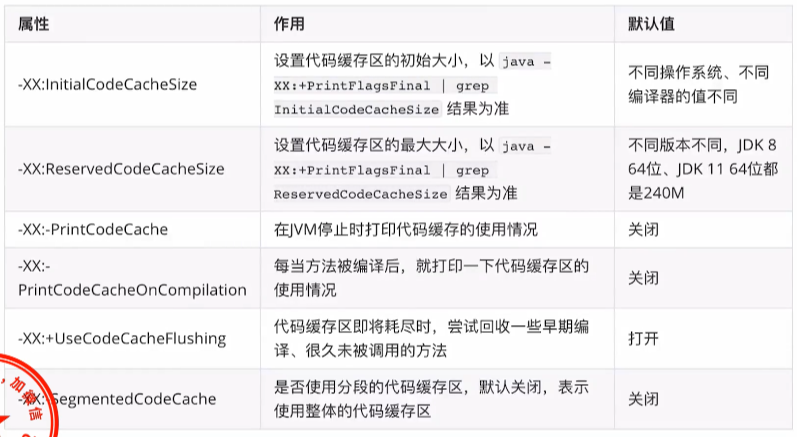 属性 作用 默认值
-XX:InitialCodeCacheSize
设置代码缓存区的初始大小，以 java -
XX:+PrintFlagsFinal | grep
InitialCodeCacheSize 结果为准
不同操作系统、不同
编译器的值不同
-XX:ReservedCodeCacheSize
设置代码缓存区的最大大小，以 java -
XX:+PrintFlagsFinal | grep
ReservedCodeCacheSize 结果为准
不同版本不同，JDK 8
64位、JDK 11 64位都
是240M
-XX:-PrintCodeCache
在JVM停止时打印代码缓存的使用情况
关闭
-XX:-
PrintCodeCacheOnCompilation
每当方法被编译后，就打印一下代码缓存区的
使用情况
关闭
-XX:+UseCodeCacheFlushing
代码缓存区即将耗尽时，尝试回收一些早期编
译、很久未被调用的方法
打开
SegmentedCodeCache
是否使用分段的代码缓存区，默认关闭，表示
使用整体的代码缓存区
关闭
加微信